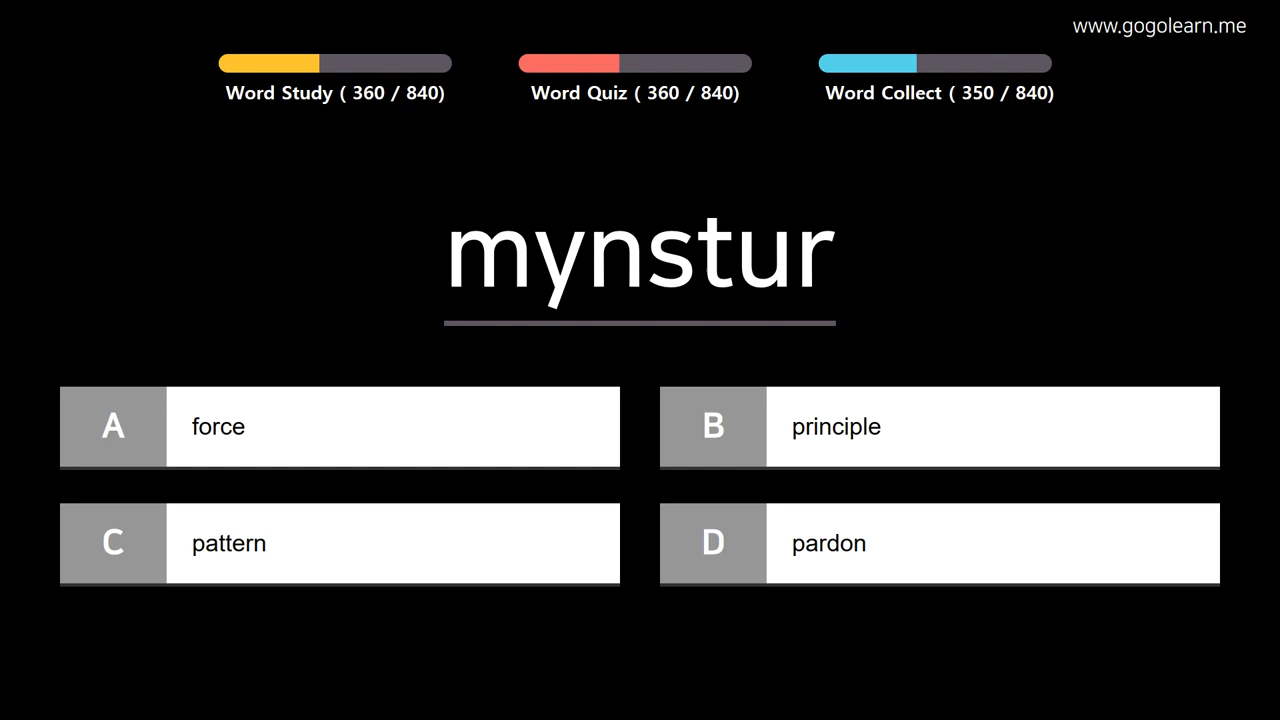 www.gogolearn.me
Word Study ( 360 / 840)
Word Quiz ( 360 / 840)
Word Collect ( 350 / 840)
mynstur
A force
B principle
C pattern
D pardon